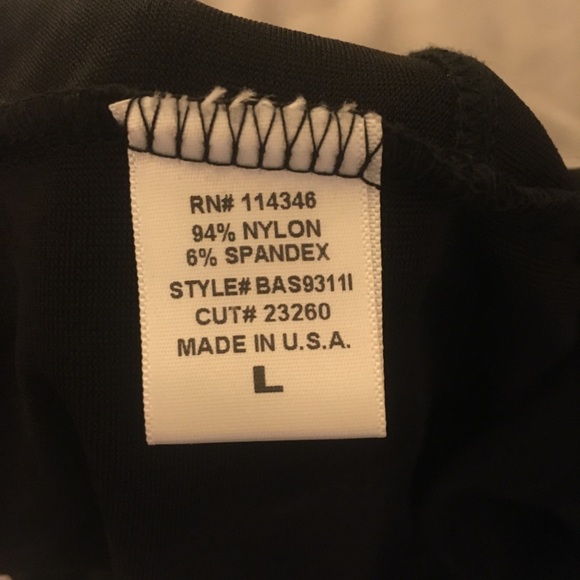 RN# 114346
94% NYLON
6% SPANDEX
STYLE# BAS9311I
CUT# 23260
MADE IN U.S.A.
L